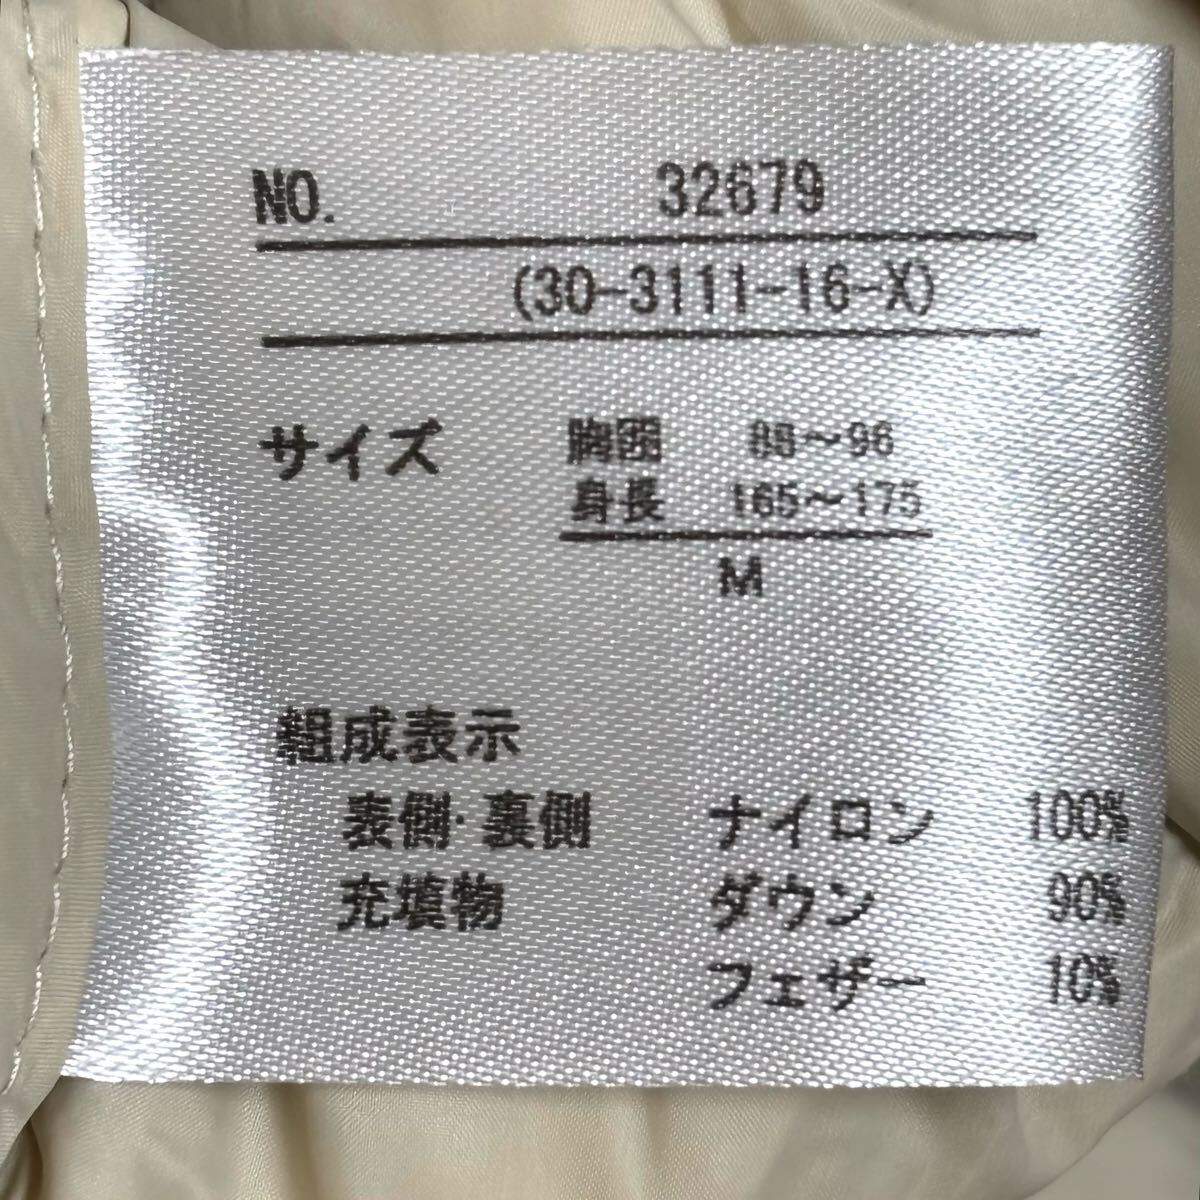 NO. 32679
(30-3111-16-X)
サイズ 胸囲 88～96
身長 165～175
M
組成表示
表側・裏側 ナイロン 100%
充填物 ダウン 90%
フェザー 10%